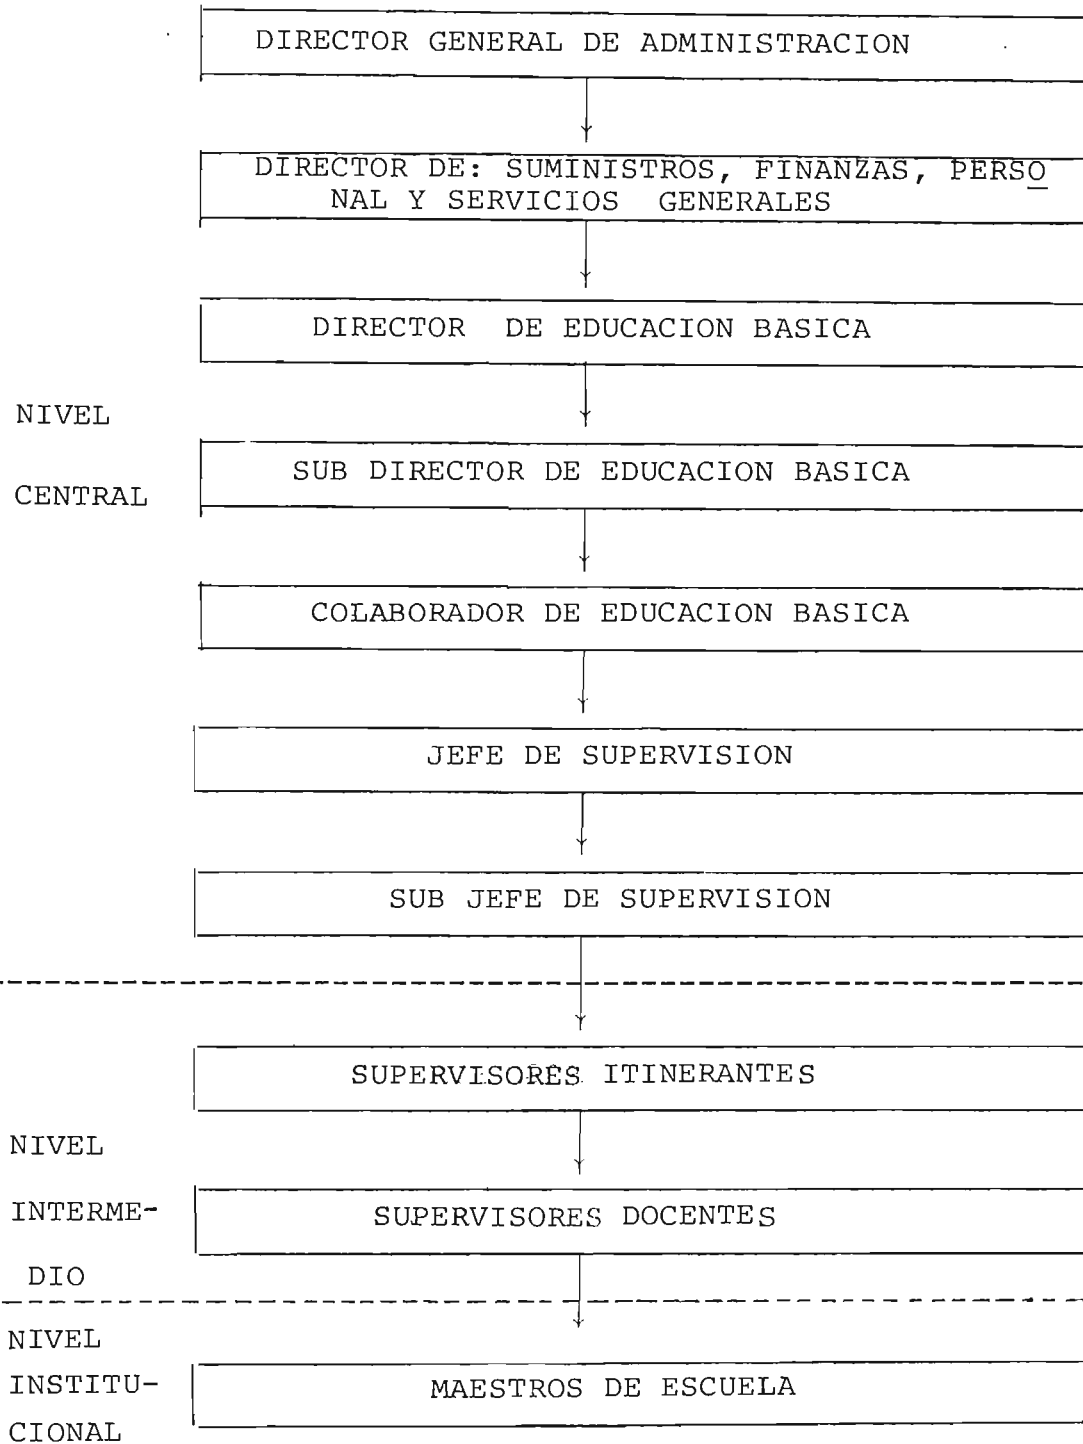 DIRECTOR GENERAL DE ADMINISTRACION
DIRECTOR DE: SUMINISTROS, FINANZAS, PERSO
NAL Y SERVICIOS GENERALES
DIRECTOR DE EDUCACION BASICA
NIVEL
CENTRAL
SUB DIRECTOR DE EDUCACION BASICA
COLABORADOR DE EDUCACION BASICA
JEFE DE SUPERVISION
SUB JEFE DE SUPERVISION
SUPERVISORES ITINERANTES
NIVEL
INTERME-
DIO
SUPERVISORES DOCENTES
NIVEL
INSTITU-
CIONAL
MAESTROS DE ESCUELA